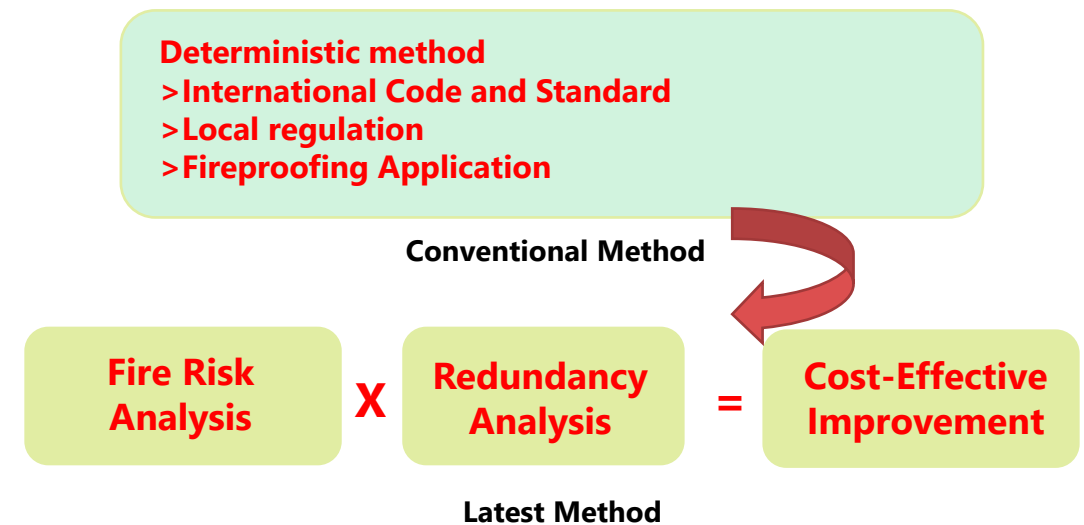 Deterministic method
>International Code and Standard
>Local regulation
>Fireproofing Application
Conventional Method
Fire Risk
Analysis
X
Redundancy
Analysis
=
Cost-Effective
Improvement
Latest Method